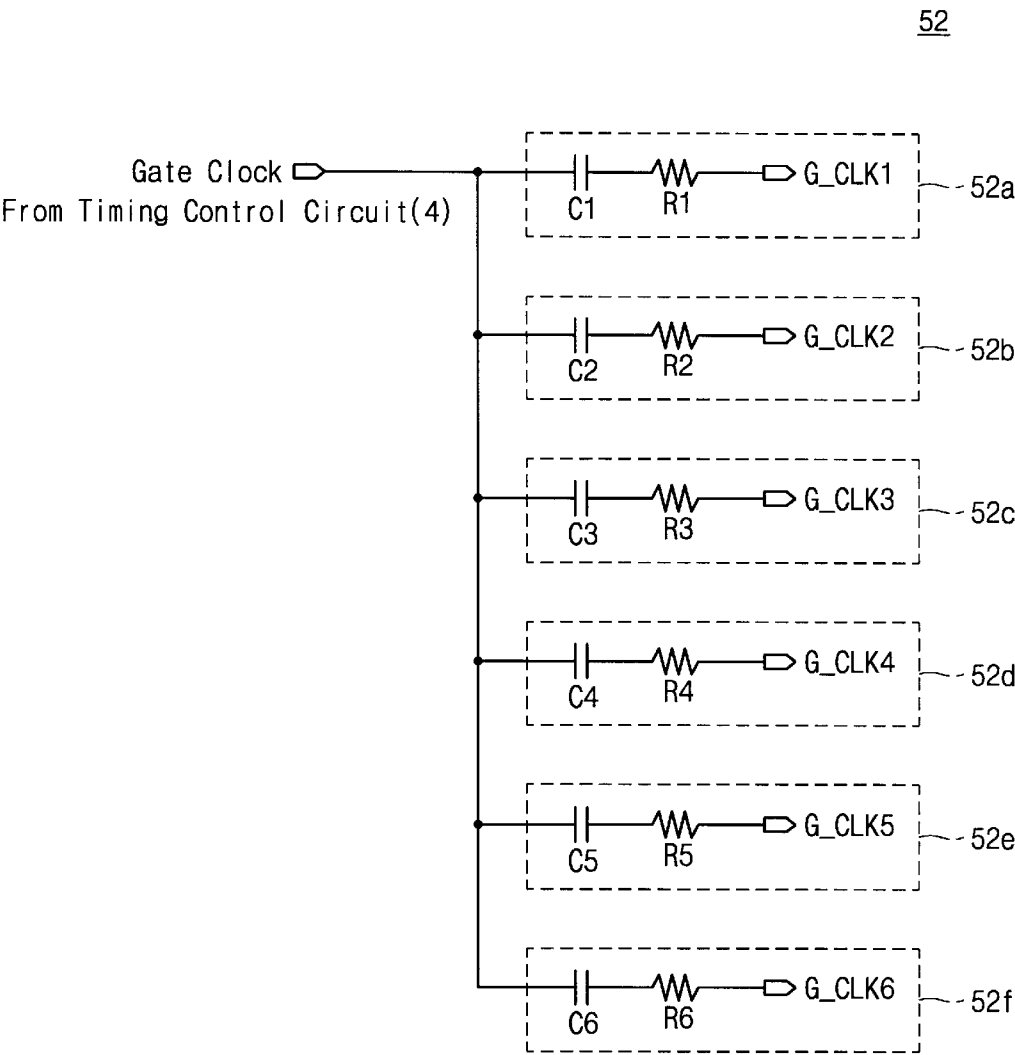 52
Gate Clock
From Timing Control Circuit(4)
G_CLK1
C1
R1
52a
G_CLK2
C2
R2
52b
G_CLK3
C3
R3
52c
G_CLK4
C4
R4
52d
G_CLK5
C5
R5
52e
G_CLK6
C6
R6
52f